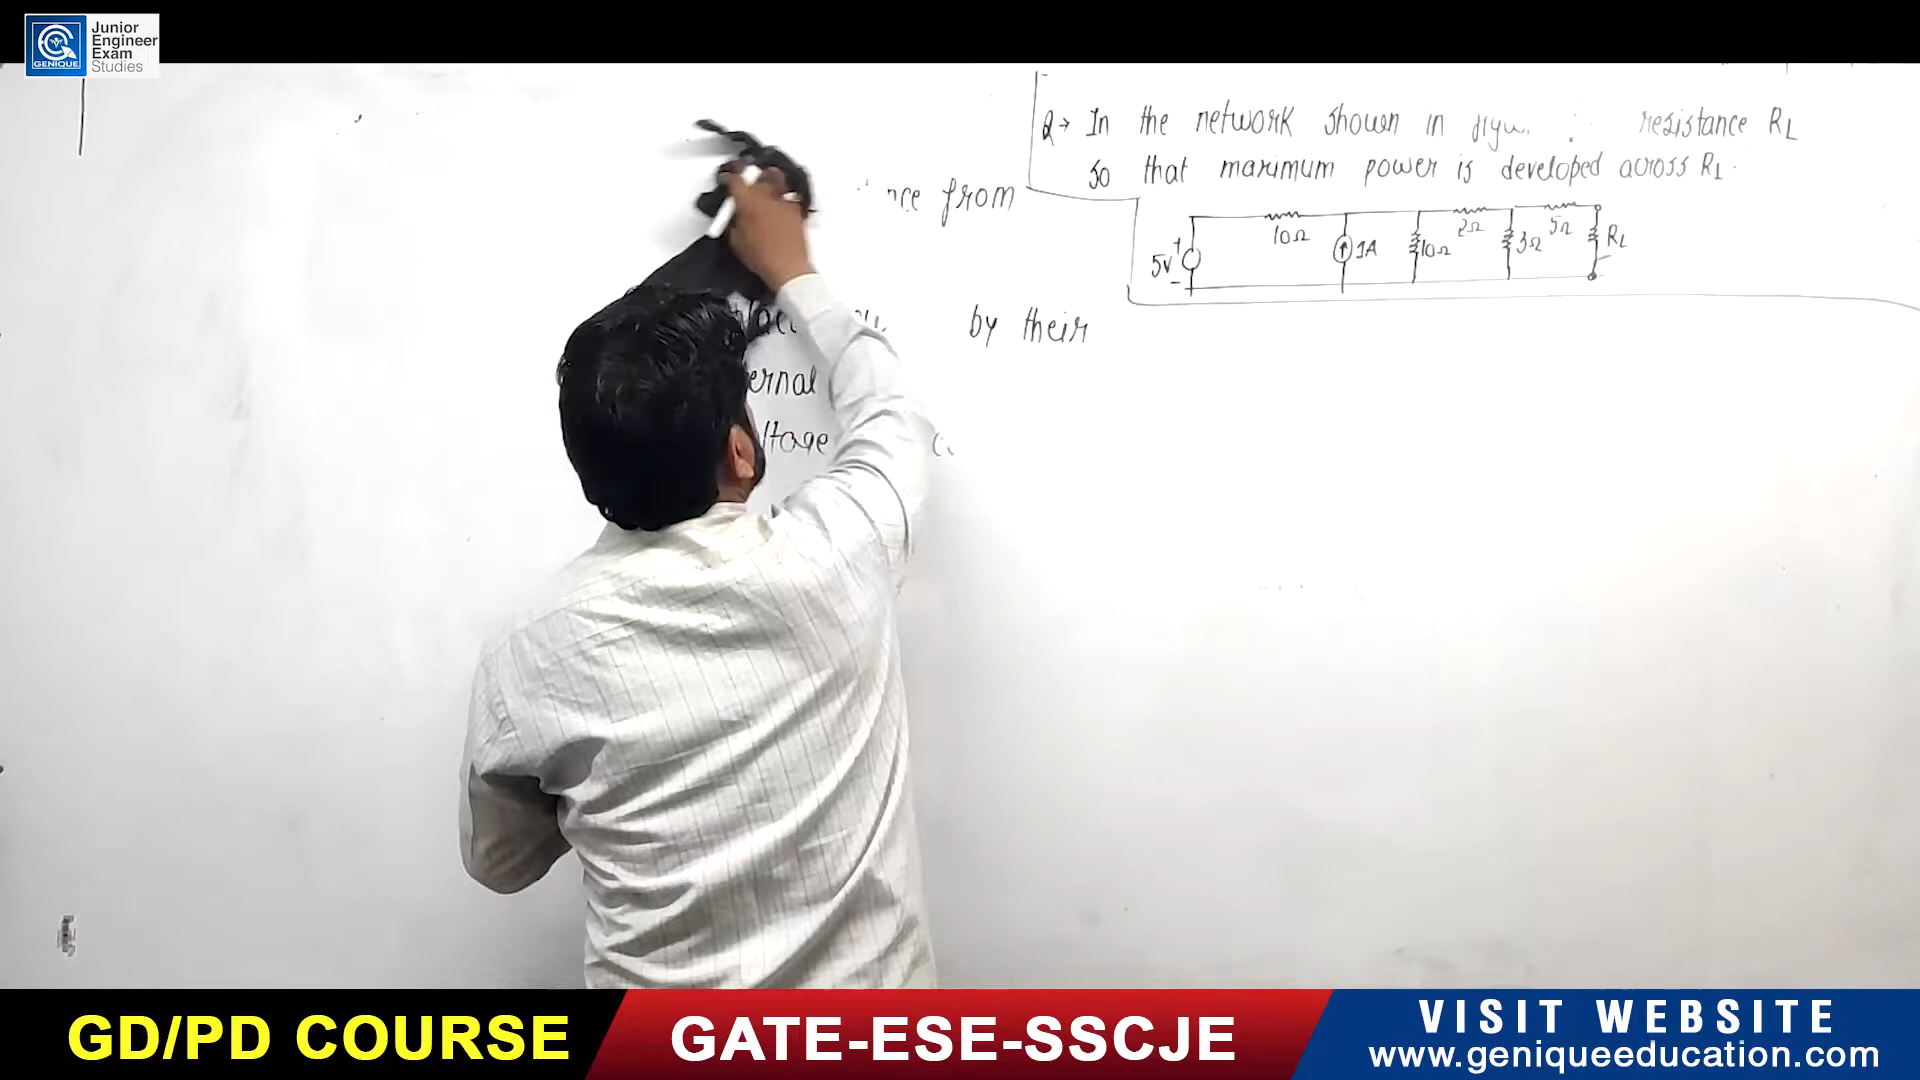 Junior
Engineer
Exam
Studies
GENIQUE
Q→ In the network shown in resistance RL
so that maximum power is developed across RL.
from
10Ω
2Ω
5Ω
5V
+
-
1A
10Ω
3Ω
RL
by their
GD/PD COURSE
GATE-ESE-SSCJE
VISIT WEBSITE
www.geniqueeducation.com